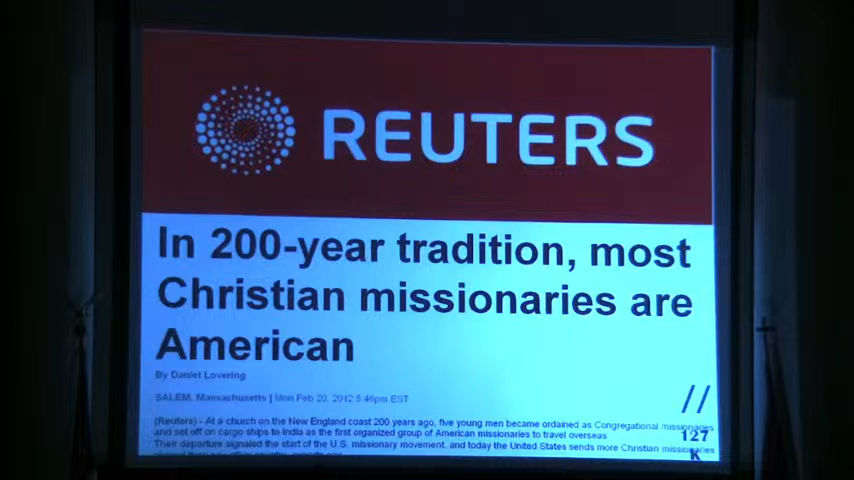 REUTERS
In 200-year tradition, most
Christian missionaries are
American
By Daniel Lovering
SALEM, Massachusetts | Mon Feb 20, 2012 5:46pm EST
(Reuters) - At a church on the New England coast 200 years ago, five young men became ordained as Congregational missionaries
and set off on cargo ships to India as the first organized group of American missionaries to travel overseas
Their departure signaled the start of the U.S. missionary movement, and today the United States sends more Christian missionaries
//
127
K